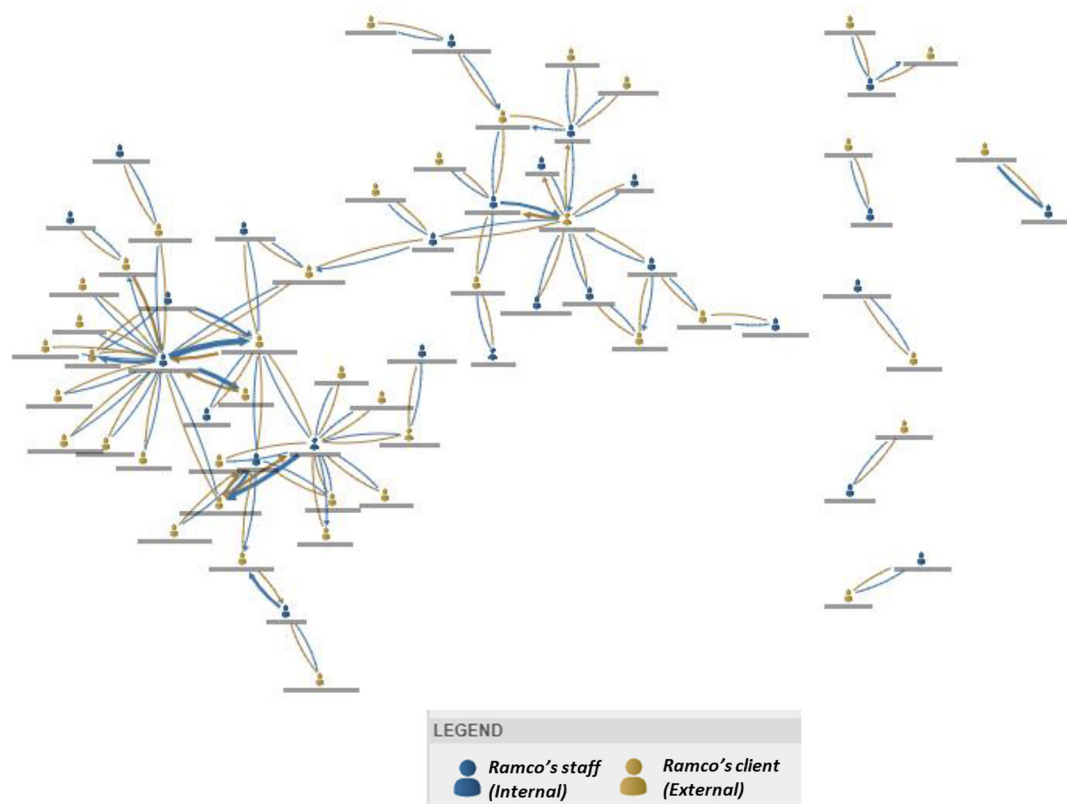 LEGEND
Ramco's staff
(Internal)
Ramco's client
(External)